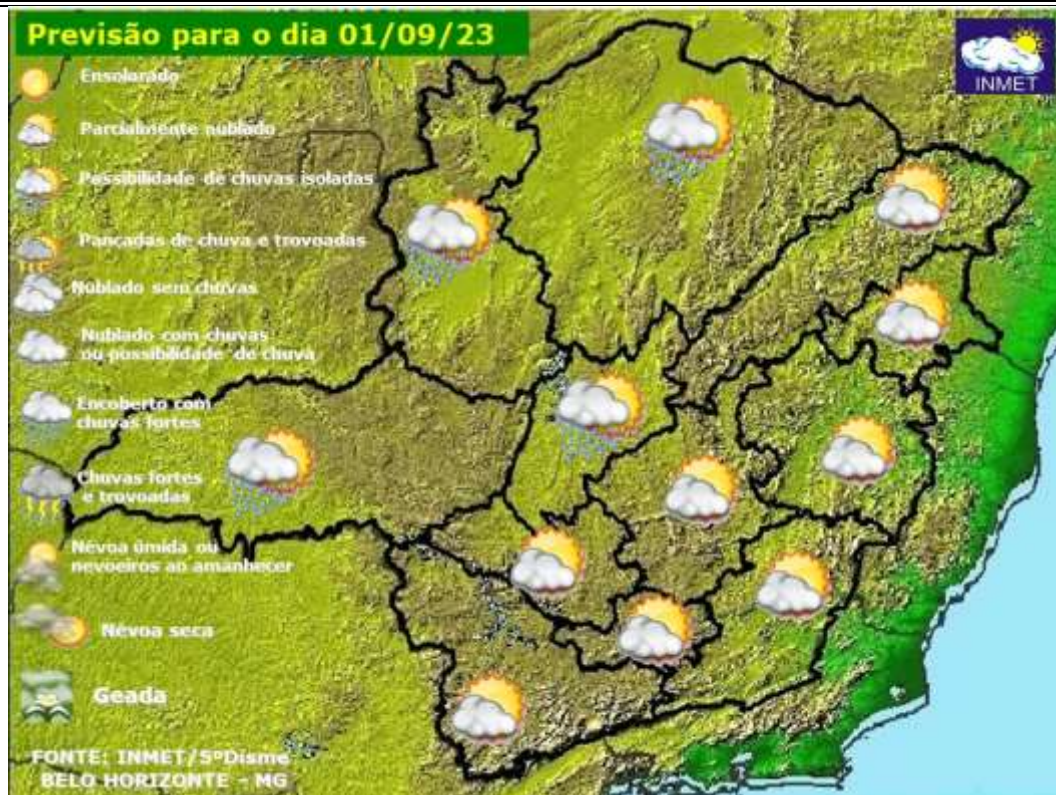 Previsão para o dia 01/09/23
INMET
Ensolarado
Parcialmente nublado
Possibilidade de chuvas isoladas
Pancadas de chuva e trovoadas
Nublado sem chuvas
Nublado com chuvas
ou possibilidade de chuva
Encoberto com
chuvas fortes
Chuvas fortes
e trovoadas
Névoa úmida ou
nevoeiros ao amanhecer
Névoa seca
Geada
FONTE: INMET/5ºDisme
BELO HORIZONTE - MG